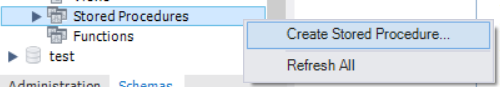 Stored Procedures
Functions
test
Administration Schemas
Create Stored Procedure...
Refresh All